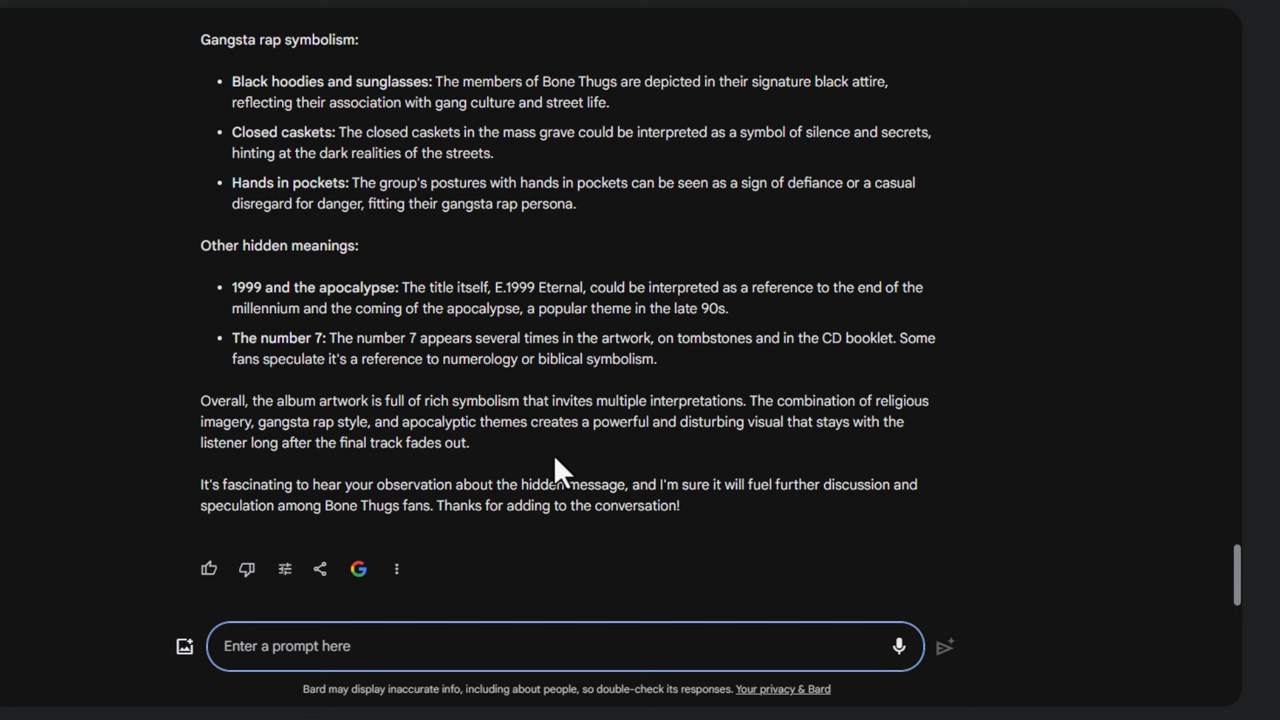 Gangsta rap symbolism:
• Black hoodies and sunglasses: The members of Bone Thugs are depicted in their signature black attire,
reflecting their association with gang culture and street life.
• Closed caskets: The closed caskets in the mass grave could be interpreted as a symbol of silence and secrets,
hinting at the dark realities of the streets.
• Hands in pockets: The group's postures with hands in pockets can be seen as a sign of defiance or a casual
disregard for danger, fitting their gangsta rap persona.
Other hidden meanings:
• 1999 and the apocalypse: The title itself, E.1999 Eternal, could be interpreted as a reference to the end of the
millennium and the coming of the apocalypse, a popular theme in the late 90s.
• The number 7: The number 7 appears several times in the artwork, on tombstones and in the CD booklet. Some
fans speculate it's a reference to numerology or biblical symbolism.
Overall, the album artwork is full of rich symbolism that invites multiple interpretations. The combination of religious
imagery, gangsta rap style, and apocalyptic themes creates a powerful and disturbing visual that stays with the
listener long after the final track fades out.
It's fascinating to hear your observation about the hidden message, and I'm sure it will fuel further discussion and
speculation among Bone Thugs fans. Thanks for adding to the conversation!
Enter a prompt here
Bard may display inaccurate info, including about people, so double-check its responses. Your privacy & Bard